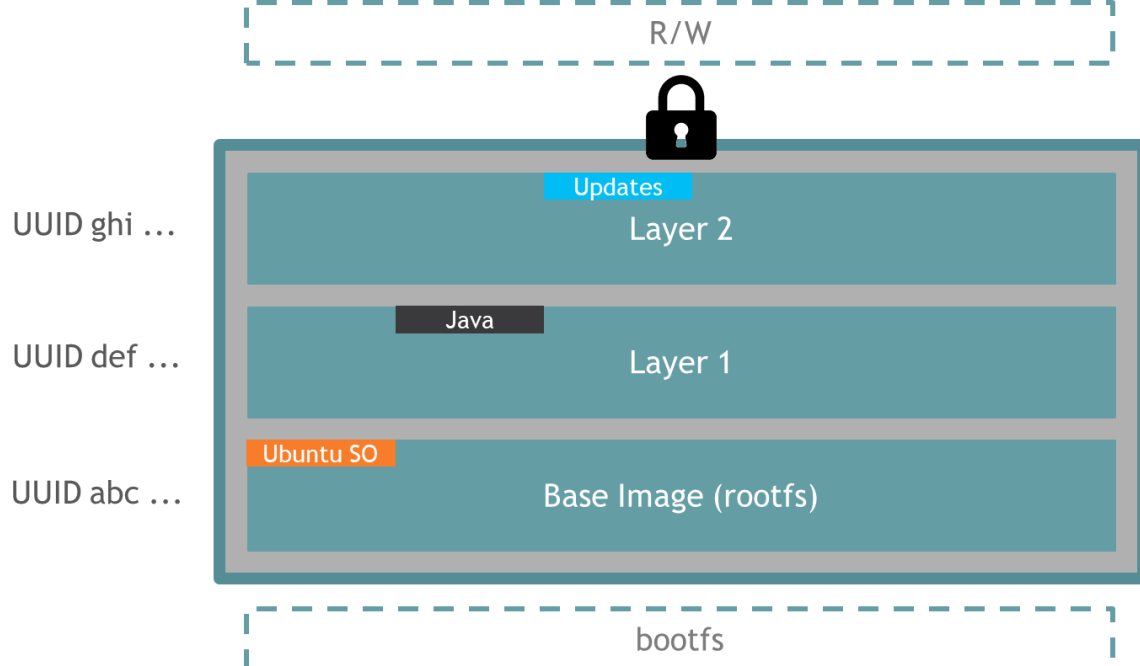 R/W
Updates
UUID ghi ...
Layer 2
Java
UUID def ...
Layer 1
Ubuntu SO
UUID abc ...
Base Image (rootfs)
bootfs